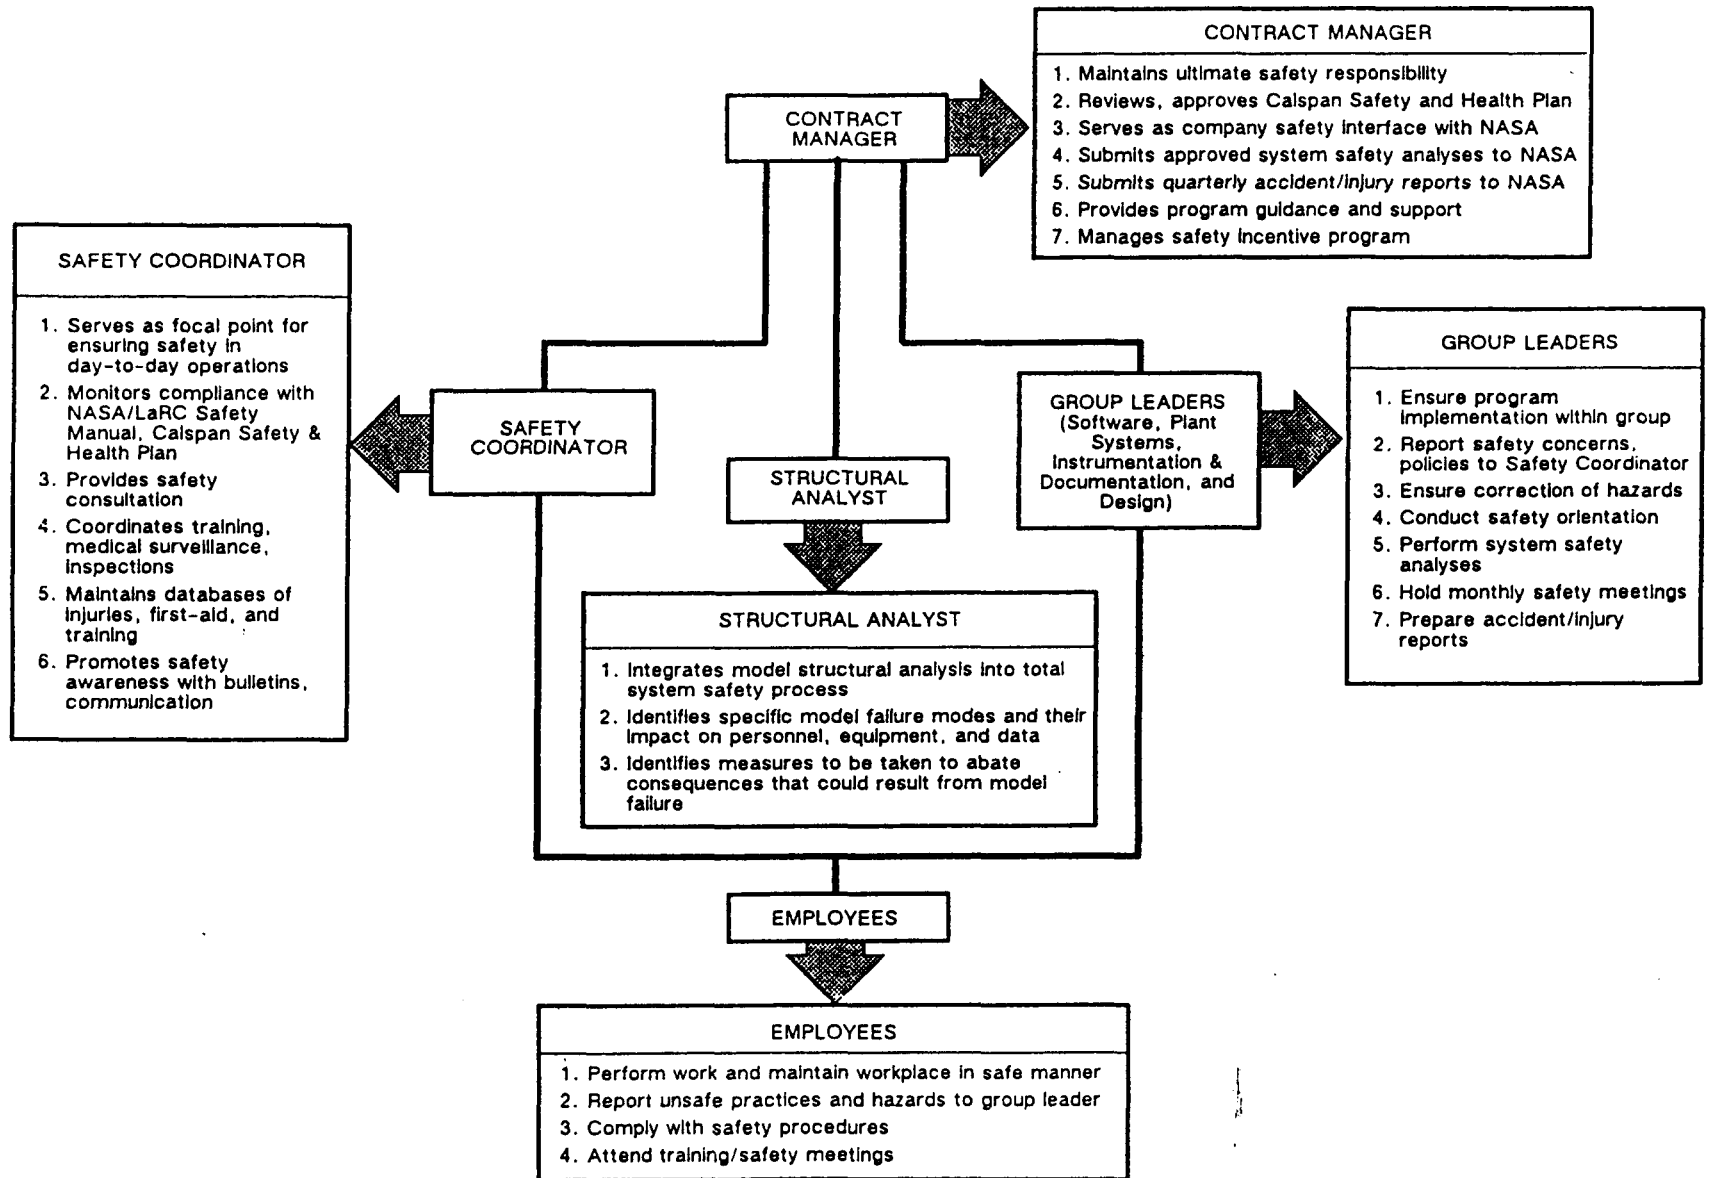 CONTRACT MANAGER
1. Maintains ultimate safety responsibility
2. Reviews, approves Calspan Safety and Health Plan
3. Serves as company safety interface with NASA
4. Submits approved system safety analyses to NASA
5. Submits quarterly accident/injury reports to NASA
6. Provides program guidance and support
7. Manages safety incentive program
CONTRACT
MANAGER
SAFETY COORDINATOR
1. Serves as focal point for
ensuring safety in
day-to-day operations
2. Monitors compliance with
NASA/LaRC Safety
Manual, Calspan Safety &
Health Plan
3. Provides safety
consultation
4. Coordinates training,
medical surveillance,
inspections
5. Maintains databases of
injuries, first-aid, and
training
6. Promotes safety
awareness with bulletins,
communication
SAFETY
COORDINATOR
STRUCTURAL
ANALYST
GROUP LEADERS
(Software, Plant
Systems,
Instrumentation &
Documentation, and
Design)
GROUP LEADERS
1. Ensure program
implementation within group
2. Report safety concerns,
policies to Safety Coordinator
3. Ensure correction of hazards
4. Conduct safety orientation
5. Perform system safety
analyses
6. Hold monthly safety meetings
7. Prepare accident/injury
reports
STRUCTURAL ANALYST
1. Integrates model structural analysis into total
system safety process
2. Identifies specific model failure modes and their
impact on personnel, equipment, and data
3. Identifies measures to be taken to abate
consequences that could result from model
failure
EMPLOYEES
EMPLOYEES
1. Perform work and maintain workplace in safe manner
2. Report unsafe practices and hazards to group leader
3. Comply with safety procedures
4. Attend training/safety meetings